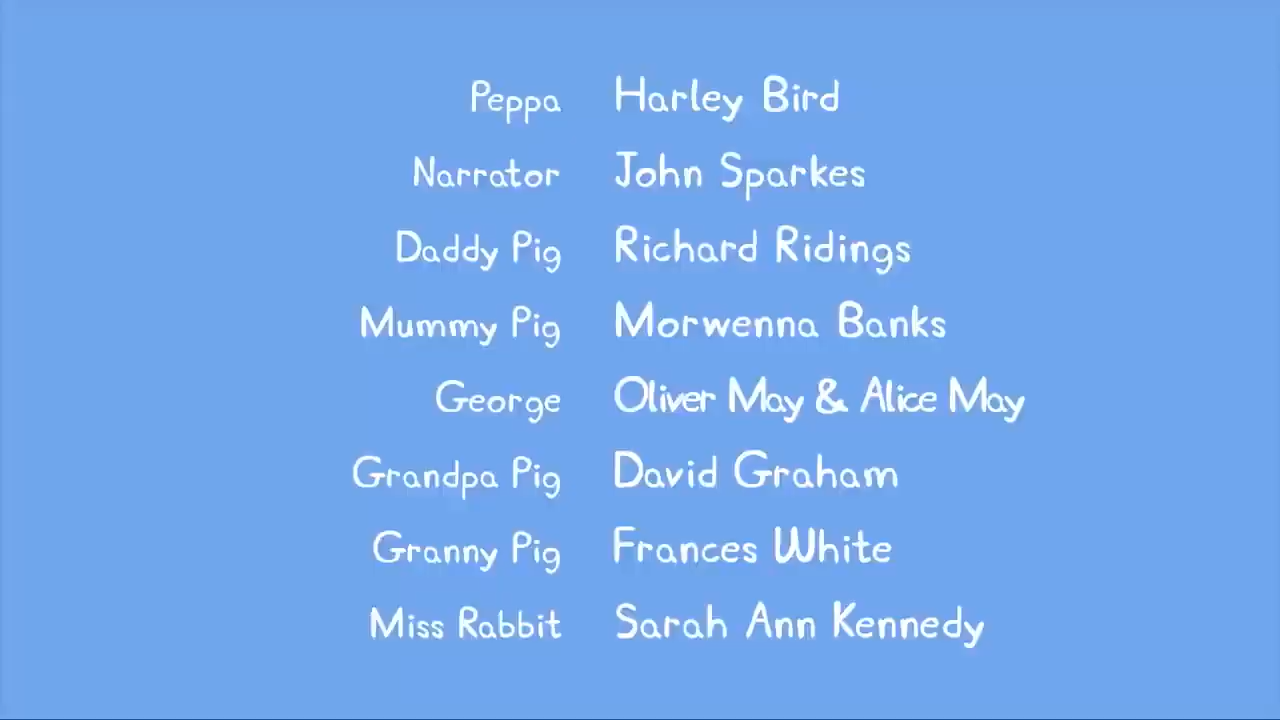 Peppa Harley Bird
Narrator John Sparkes
Daddy Pig Richard Ridings
Mummy Pig Morwenna Banks
George Oliver May & Alice May
Grandpa Pig David Graham
Granny Pig Frances White
Miss Rabbit Sarah Ann Kennedy